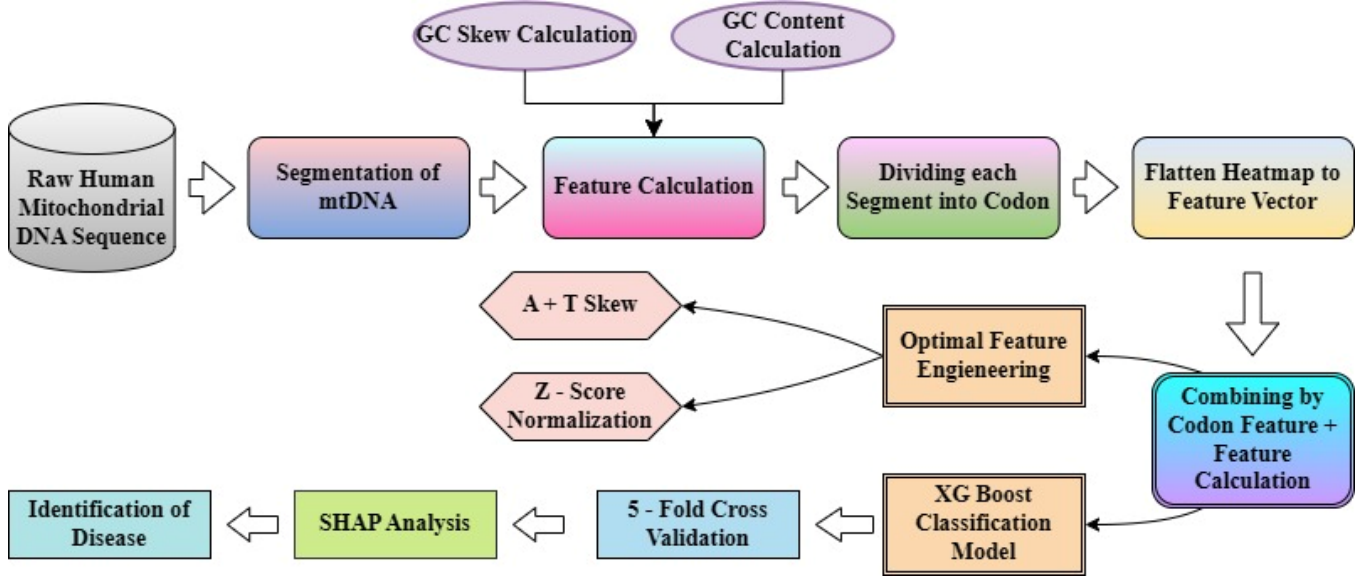 GC Skew Calculation
GC Content
Calculation
Raw Human
Mitochondrial
DNA Sequence
Segmentation of
mtDNA
Feature Calculation
Dividing each
Segment into Codon
Flatten Heatmap to
Feature Vector
A + T Skew
Z - Score
Normalization
Optimal Feature
Engieneering
Combining by
Codon Feature +
Feature
Calculation
Identification of
Disease
SHAP Analysis
5 - Fold Cross
Validation
XG Boost
Classification
Model